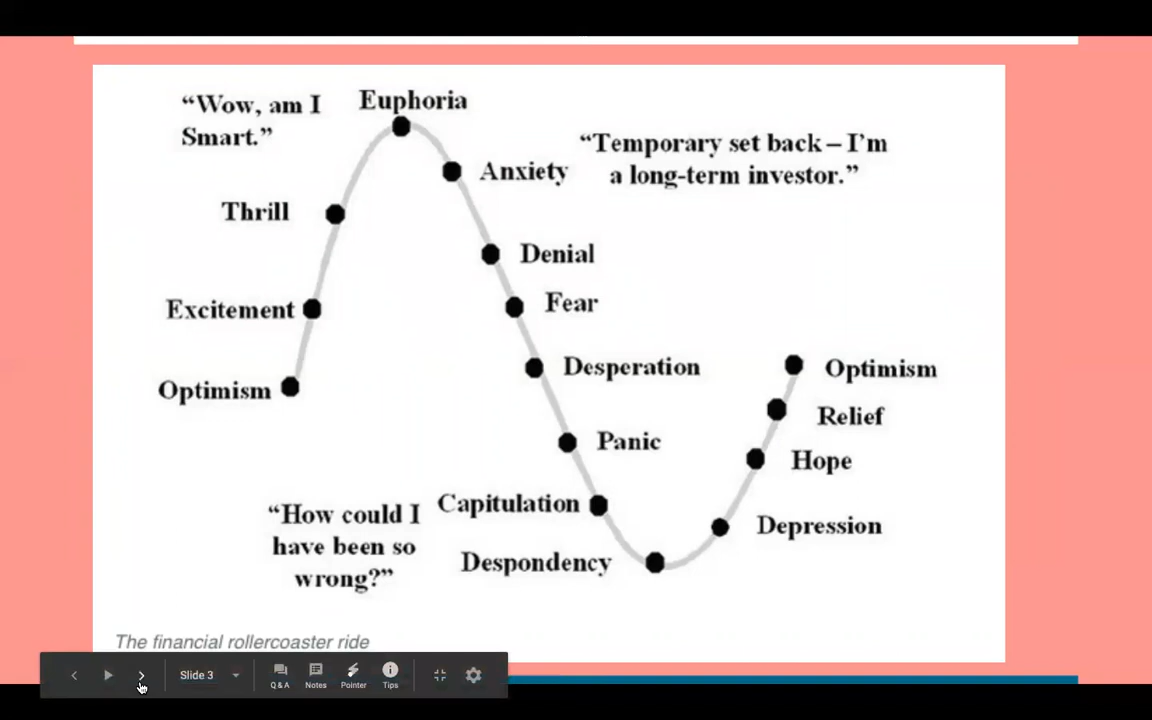 “Wow, am I
Smart.”
Euphoria
“Temporary set back – I’m
a long-term investor.”
Anxiety
Thrill
Denial
Fear
Excitement
Desperation
Optimism
Optimism
Relief
Panic
Hope
“How could I
have been so
wrong?”
Capitulation
Depression
Despondency
The financial rollercoaster ride
Slide 3
Q & A
Notes
Pointer
Tips